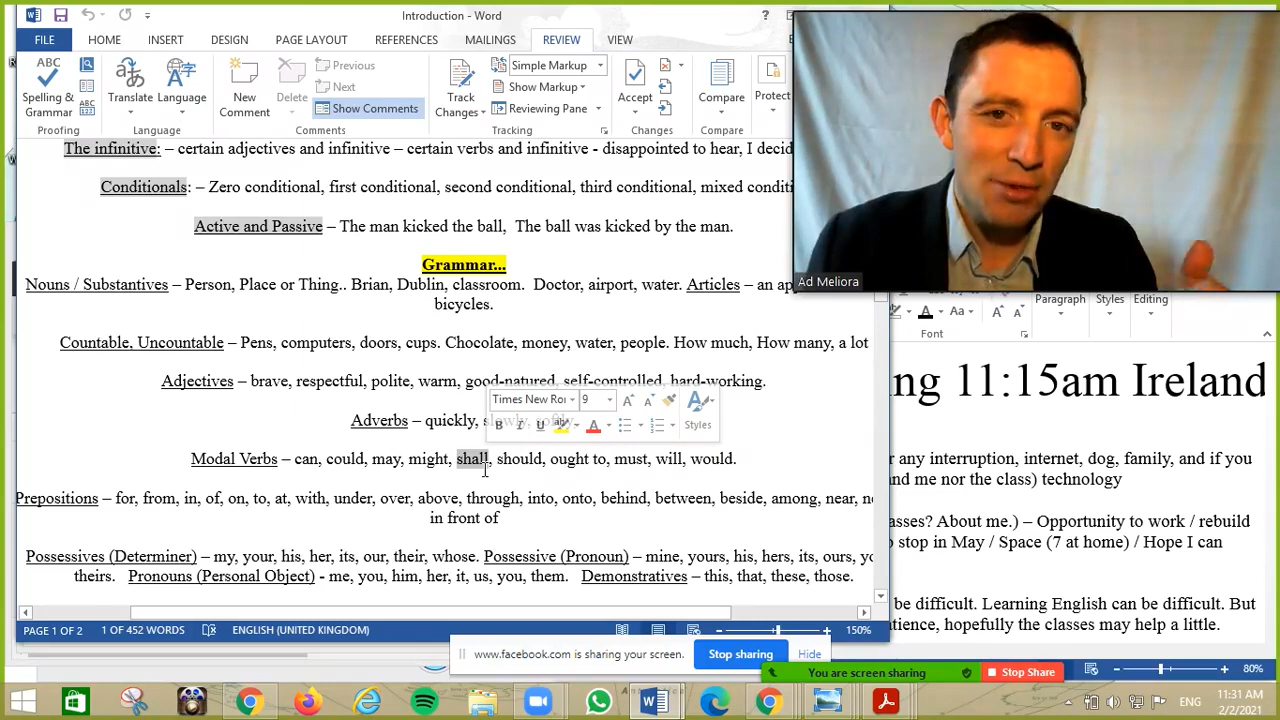 Introduction - Word
?
FILE HOME INSERT DESIGN PAGE LAYOUT REFERENCES MAILINGS REVIEW VIEW
ABC
Spelling & Grammar
ABC
123
Proofing
Translate
Language
Language
New Comment
Delete
Previous
Next
Show Comments
Comments
Track Changes
Simple Markup
Show Markup
Reviewing Pane
Tracking
Accept
Changes
Compare
Compare
Protect
The infinitive: – certain adjectives and infinitive – certain verbs and infinitive - disappointed to hear, I decid
Conditionals: – Zero conditional, first conditional, second conditional, third conditional, mixed conditi
Active and Passive – The man kicked the ball,  The ball was kicked by the man.
Grammar...
Nouns / Substantives – Person, Place or Thing.. Brian, Dublin, classroom.  Doctor, airport, water. Articles – an ap
bicycles.
Countable, Uncountable – Pens, computers, doors, cups. Chocolate, money, water, people. How much, How many, a lot
Adjectives – brave, respectful, polite, warm, good-natured, self-controlled, hard-working.
Times New Ro 9
Styles
Adverbs – quickly, slowly, softly
Modal Verbs – can, could, may, might, shall, should, ought to, must, will, would.
Prepositions – for, from, in, of, on, to, at, with, under, over, above, through, into, onto, behind, between, beside, among, near,
in front of
Possessives (Determiner) – my, your, his, her, its, our, their, whose. Possessive (Pronoun) – mine, yours, his, hers, its, ours,
theirs.   Pronouns (Personal Object) - me, you, him, her, it, us, you, them.   Demonstratives – this, that, these, those.
PAGE 1 OF 2 1 OF 452 WORDS ENGLISH (UNITED KINGDOM) 150%
Ad Meliora
Paragraph Styles Editing
Font
ng 11:15am Ireland
or any interruption, internet, dog, family, and if you
nd me nor the class) technology
asses? About me.) – Opportunity to work / rebuild
o stop in May / Space (7 at home) / Hope I can
be difficult. Learning English can be difficult. But
atience, hopefully the classes may help a little.
80%
www.facebook.com is sharing your screen. Stop sharing Hide
You are screen sharing Stop Share
ENG
11:31 AM
2/2/2021